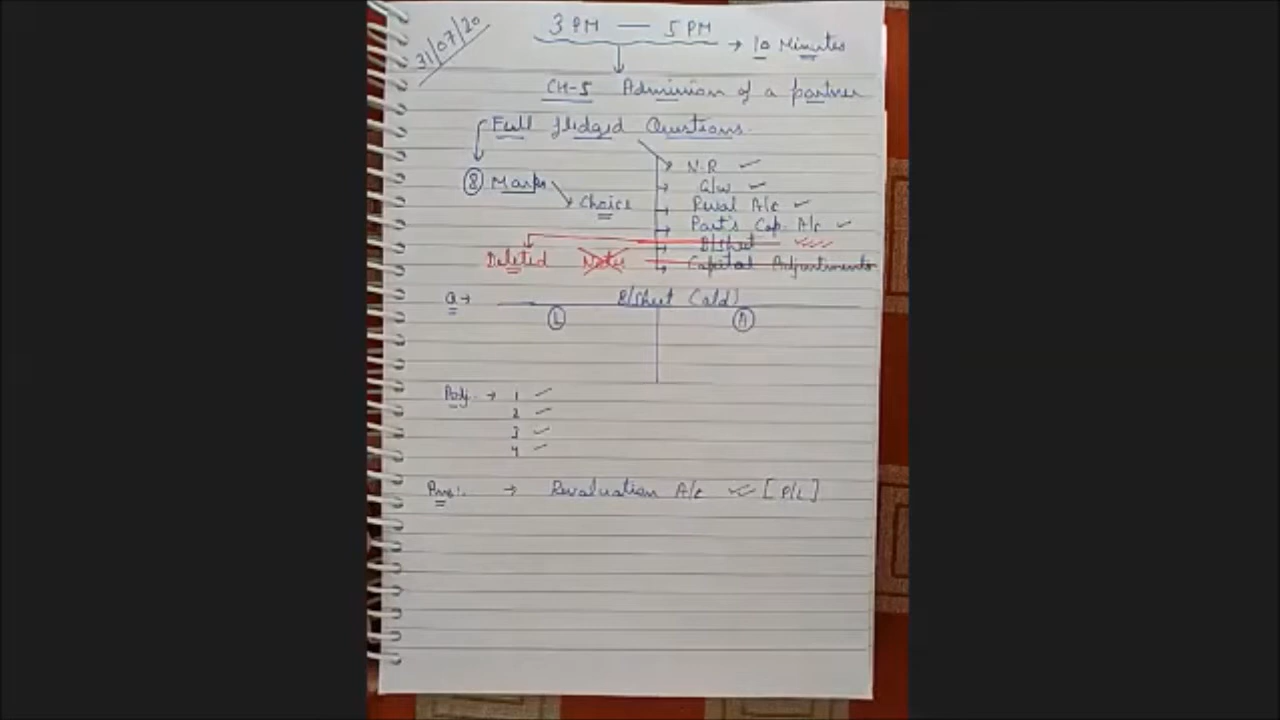 31/07/20
3 PM — 5 PM
→ 10 Minutes
CH-5 Admission of a partner
Full fledged Questions.
8 Marks
Choice
→ N.P.R ✓
→ G/w ✓
→ Reval A/c ✓
→ Part's Cap. A/c ✓
→ B/Sheet ✓✓✓
→ Capital Adjustments
Deleted
Q → B/Sheet (old)
L A
Adj. → 1 ✓
2 ✓
3 ✓
4 ✓
Ans:. → Revaluation A/c ✓✓ [P/L]